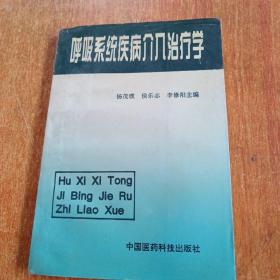 呼吸系统疾病介入治疗学
杨茂璞 侯乐志 李修阳主编
Hu Xi Xi Tong
JI Bing Jie Ru
Zhi Liao Xue
中国医药科技出版社